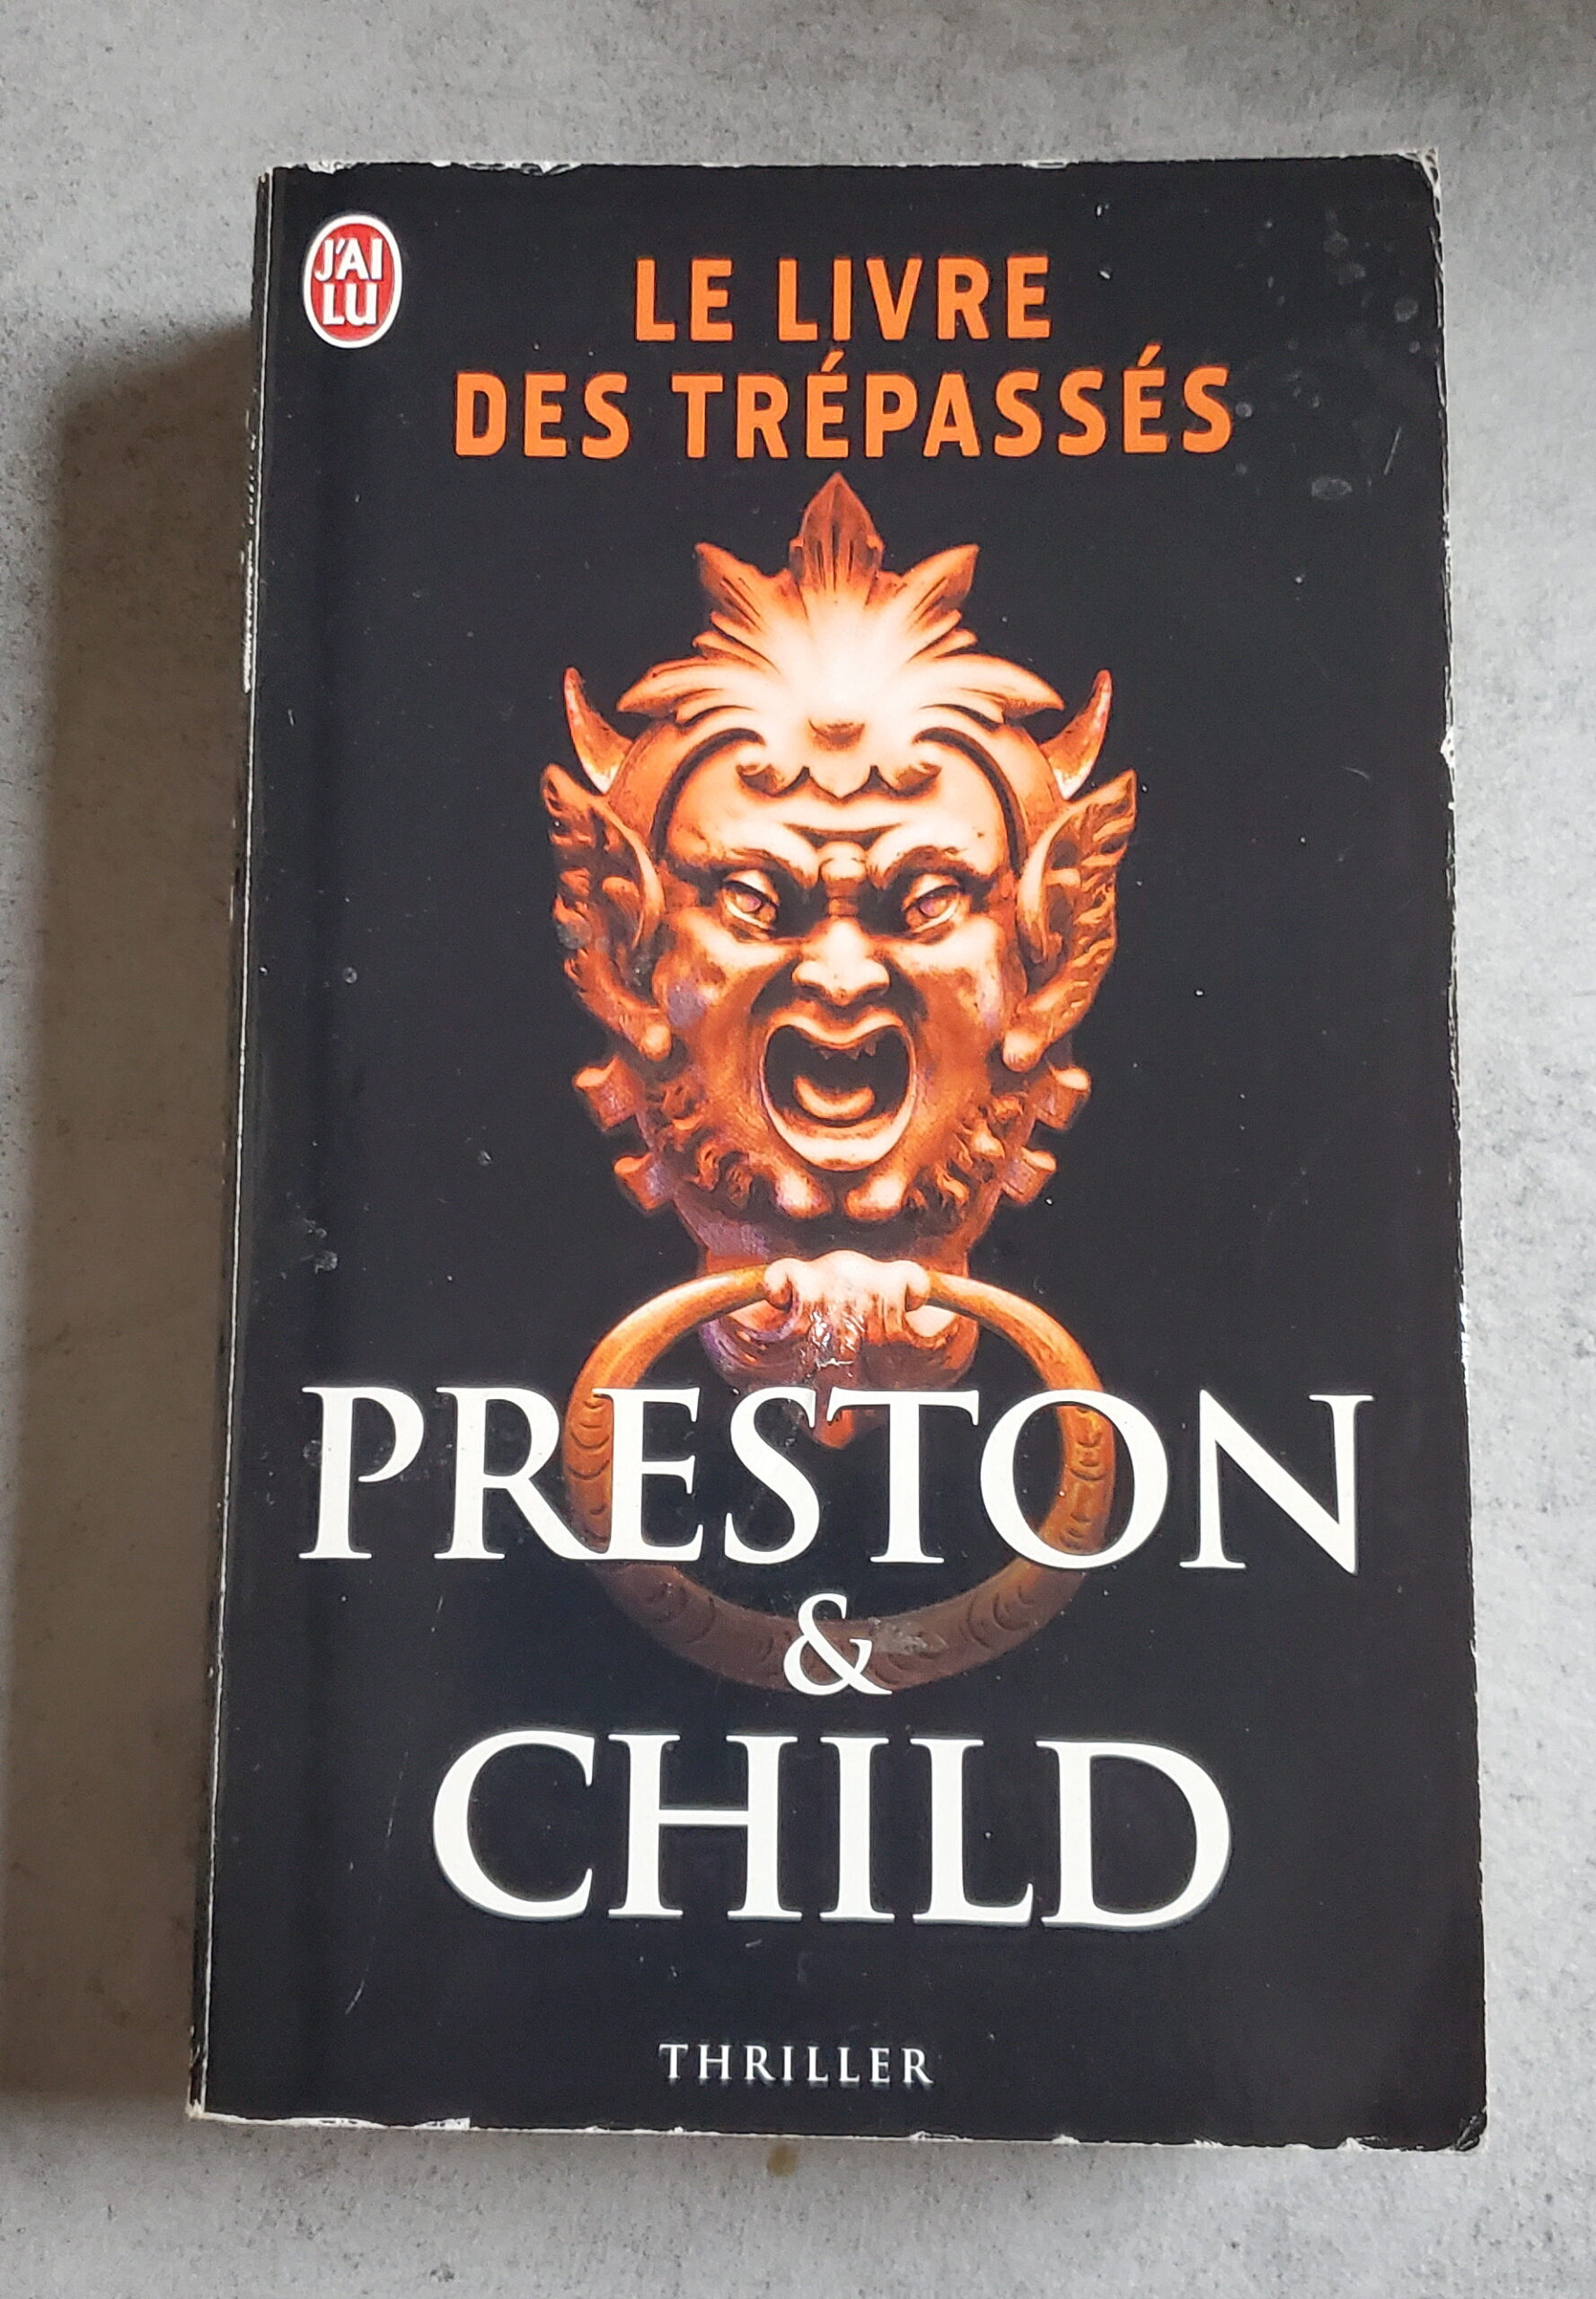 J'AI
LU
LE LIVRE
DES TRÉPASSÉS
PRESTON
&
CHILD
THRILLER